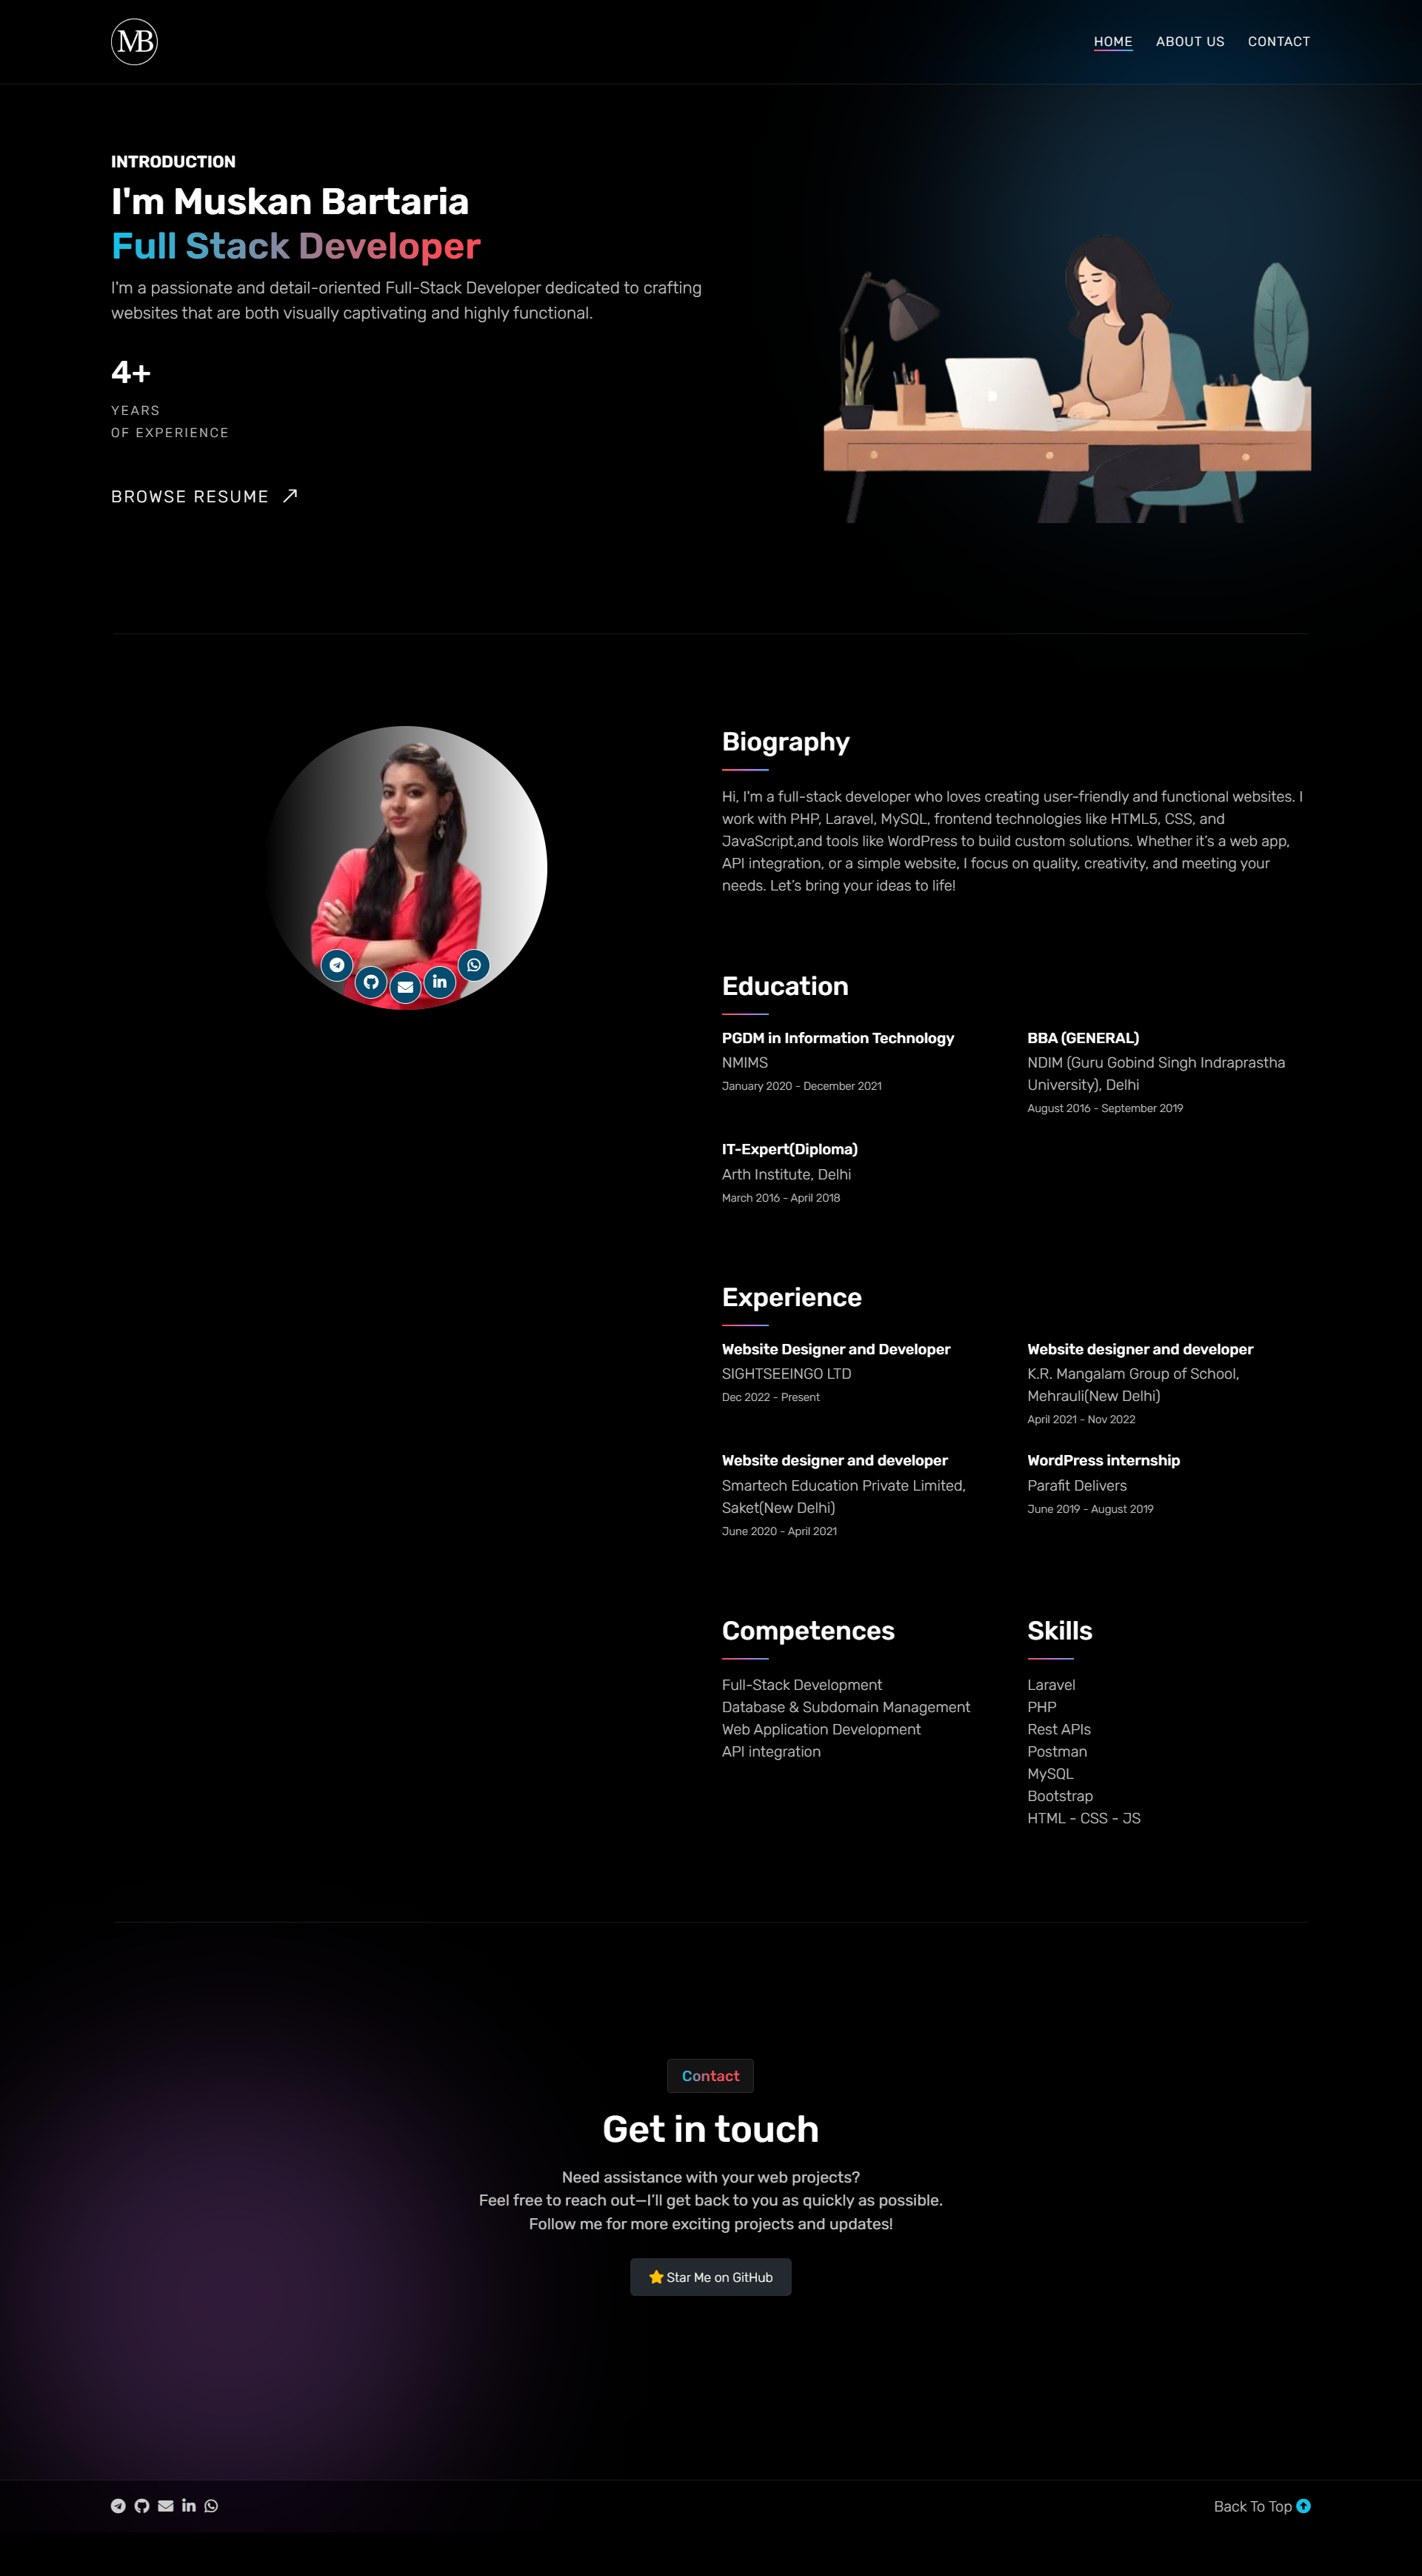 MB
HOME ABOUT US CONTACT
INTRODUCTION
I'm Muskan Bartaria
Full Stack Developer
I'm a passionate and detail-oriented Full-Stack Developer dedicated to crafting
websites that are both visually captivating and highly functional.
4+
YEARS
OF EXPERIENCE
BROWSE RESUME
Biography
Hi, I'm a full-stack developer who loves creating user-friendly and functional websites. I
work with PHP, Laravel, MySQL, frontend technologies like HTML5, CSS, and
JavaScript,and tools like WordPress to build custom solutions. Whether it’s a web app,
API integration, or a simple website, I focus on quality, creativity, and meeting your
needs. Let’s bring your ideas to life!
Education
PGDM in Information Technology
NMIMS
January 2020 - December 2021
BBA (GENERAL)
NDIM (Guru Gobind Singh Indraprastha
University), Delhi
August 2016 - September 2019
IT-Expert(Diploma)
Arth Institute, Delhi
March 2016 - April 2018
Experience
Website Designer and Developer
SIGHTSEEINGO LTD
Dec 2022 - Present
Website designer and developer
K.R. Mangalam Group of School,
Mehrauli(New Delhi)
April 2021 - Nov 2022
Website designer and developer
Smartech Education Private Limited,
Saket(New Delhi)
June 2020 - April 2021
WordPress internship
Parafit Delivers
June 2019 - August 2019
Competences
Full-Stack Development
Database & Subdomain Management
Web Application Development
API integration
Skills
Laravel
PHP
Rest APIs
Postman
MySQL
Bootstrap
HTML - CSS - JS
Contact
Get in touch
Need assistance with your web projects?
Feel free to reach out—I’ll get back to you as quickly as possible.
Follow me for more exciting projects and updates!
Star Me on GitHub
Back To Top